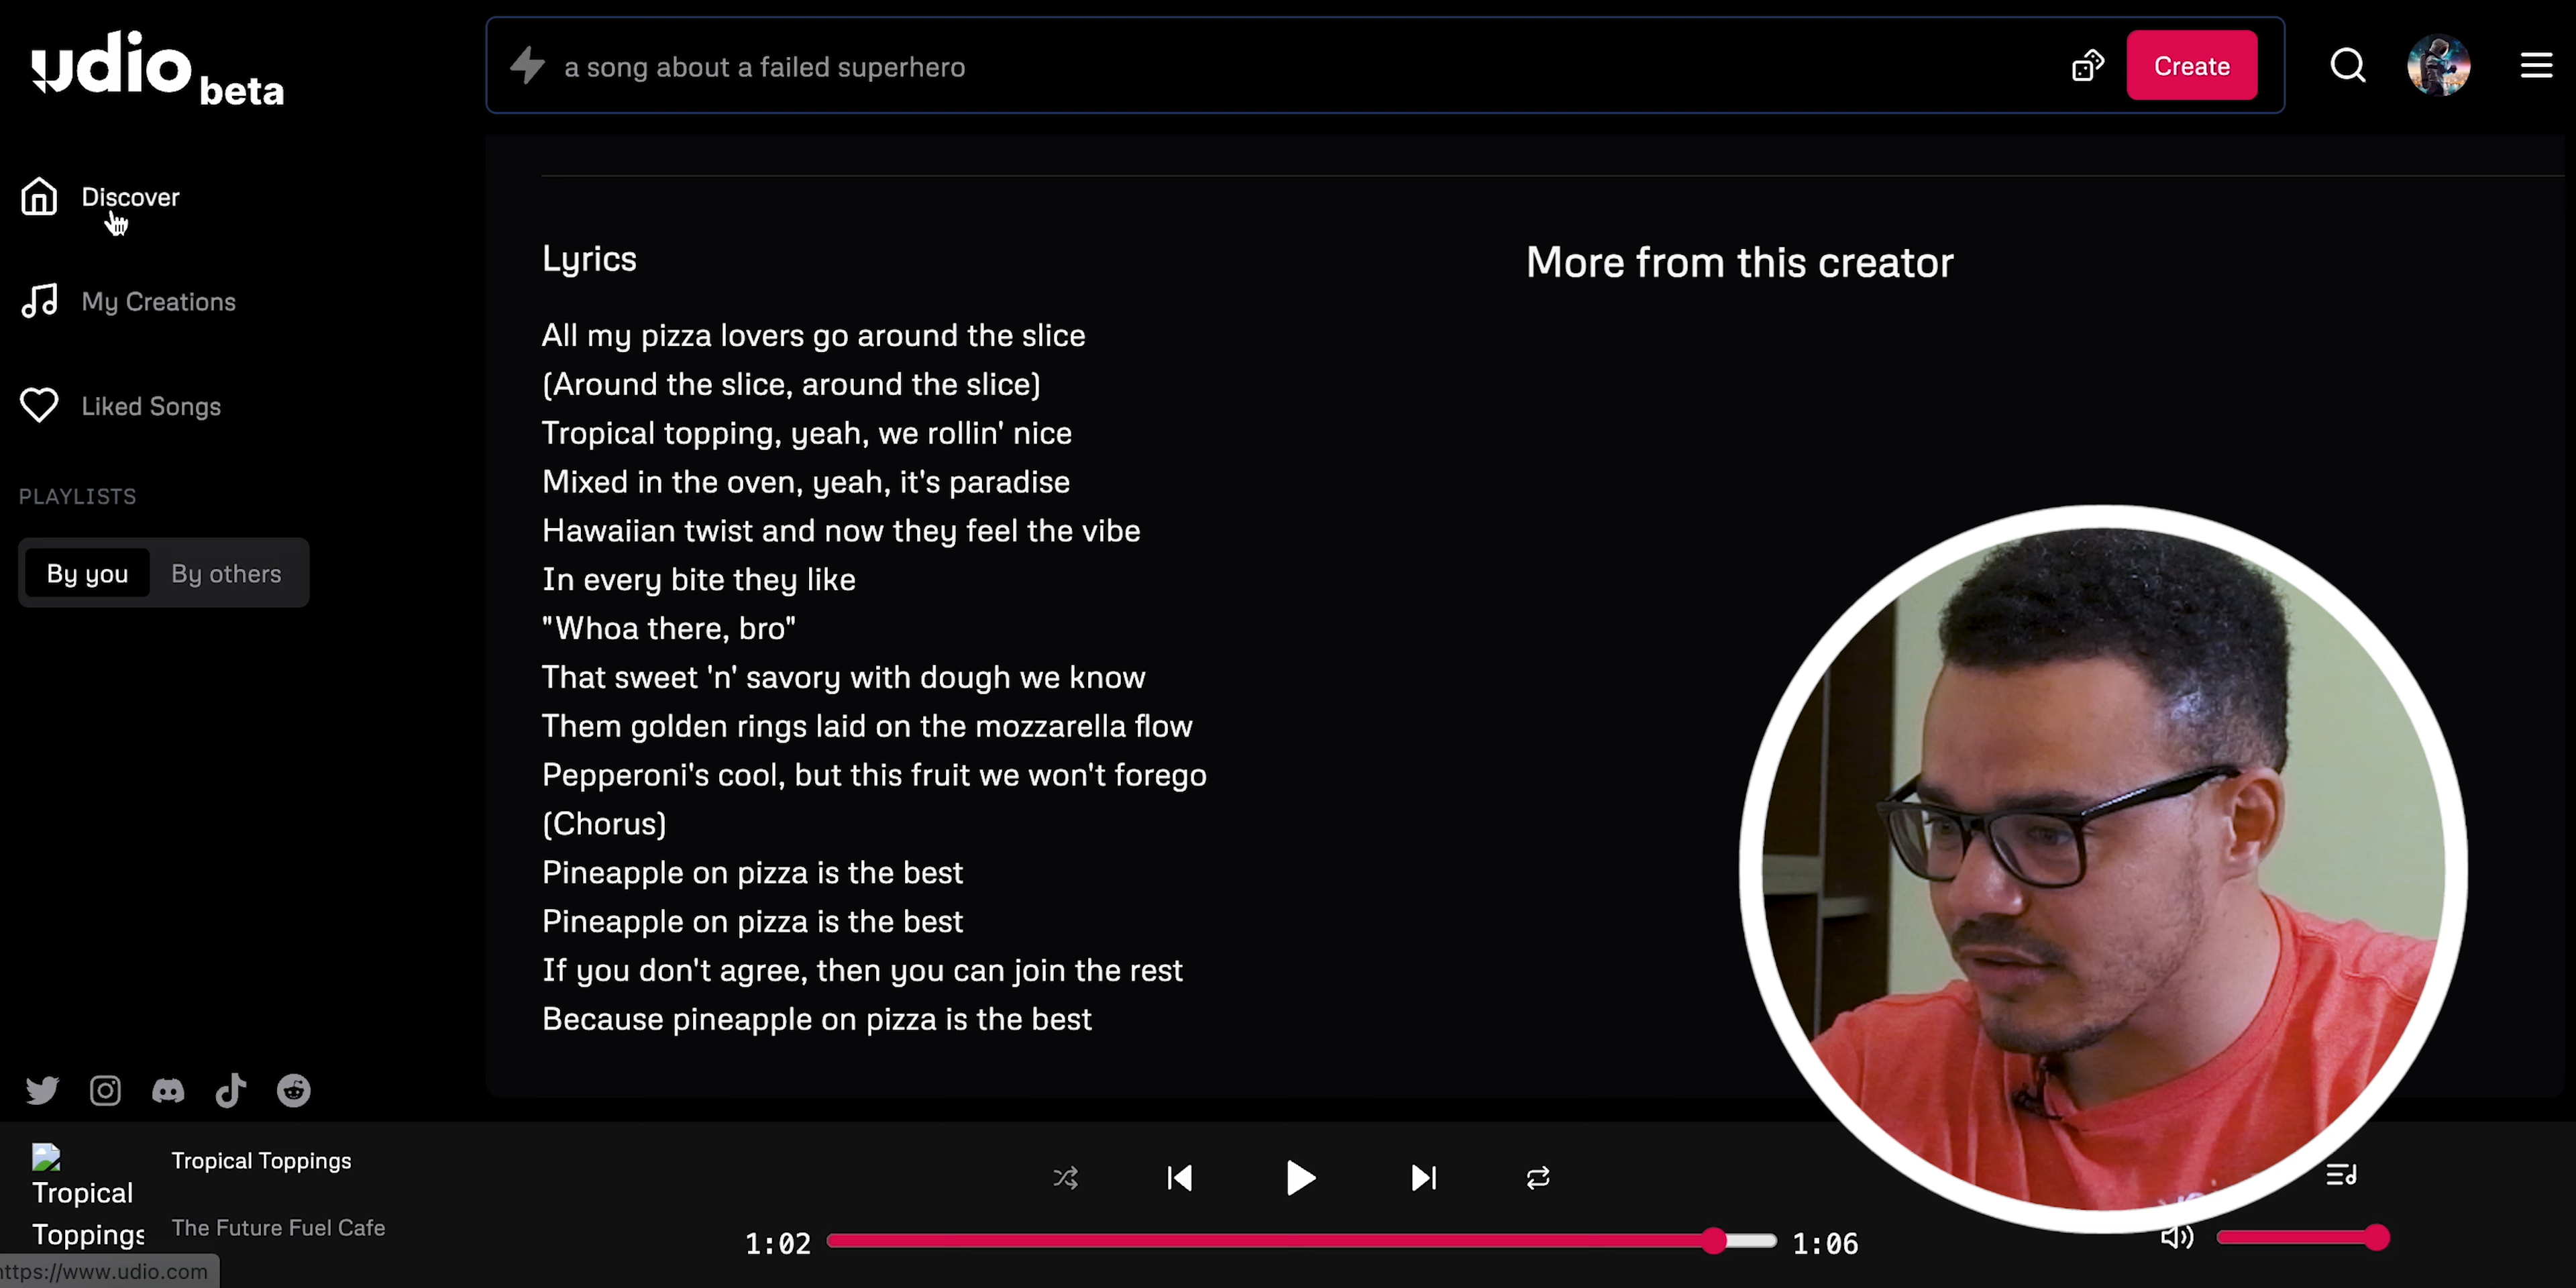 udio beta
a song about a failed superhero
Create
Discover
My Creations
Liked Songs
PLAYLISTS
By you
By others
Lyrics
All my pizza lovers go around the slice
(Around the slice, around the slice)
Tropical topping, yeah, we rollin' nice
Mixed in the oven, yeah, it's paradise
Hawaiian twist and now they feel the vibe
In every bite they like
"Whoa there, bro"
That sweet 'n' savory with dough we know
Them golden rings laid on the mozzarella flow
Pepperoni's cool, but this fruit we won't forego
(Chorus)
Pineapple on pizza is the best
Pineapple on pizza is the best
If you don't agree, then you can join the rest
Because pineapple on pizza is the best
More from this creator
Tropical
Toppings
Tropical Toppings
The Future Fuel Cafe
1:02
1:06
https://www.udio.com